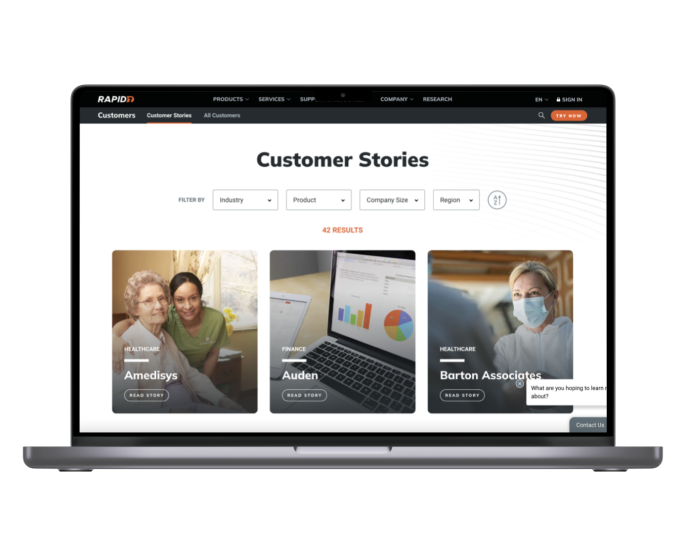 RAPID7
PRODUCTS SERVICES SUPP COMPANY RESEARCH EN SIGN IN
Customers Customer Stories All Customers TRY NOW
Customer Stories
FILTER BY Industry Product Company Size Region A Z
42 RESULTS
HEALTHCARE
Amedisys
READ STORY
FINANCE
Auden
READ STORY
HEALTHCARE
Barton Associates
READ STORY
What are you hoping to learn
about?
Contact Us